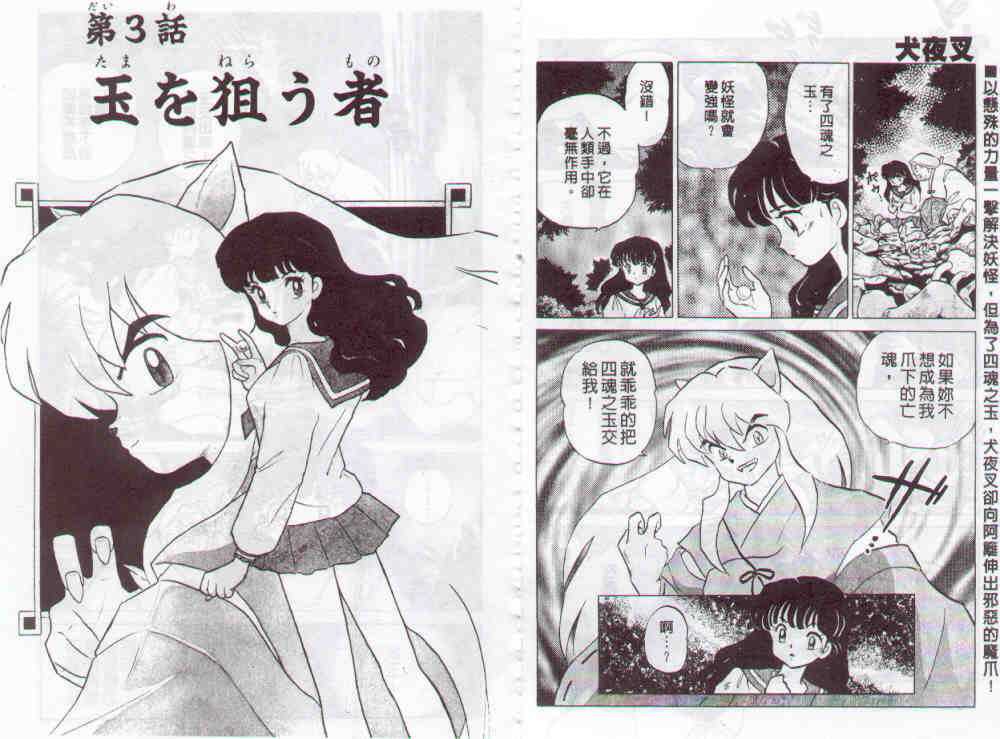 犬夜叉
■以懸殊的力量一擊解決妖怪，但為了四魂之玉，犬夜叉卻向阿籬伸出邪惡的魔爪！
有了四魂之
玉…
妖怪就會
變強嗎？
沒錯！
不過，它在
人類手中卻
毫無作用。
如果妳不
想成為我
爪下的亡
魂，
就乖乖的把
四魂之玉交
給我！
啊…？
だい わ
第3話
たま ねら もの
玉を狙う者